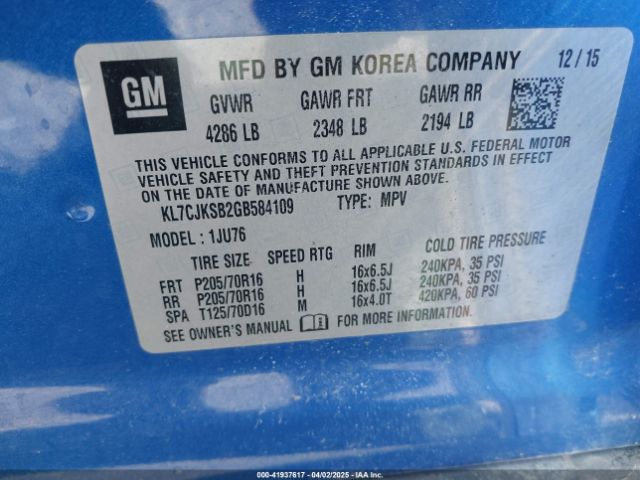 GM
MFD BY GM KOREA COMPANY 12/15
GVWR GAWR FRT GAWR RR
4286 LB 2348 LB 2194 LB
THIS VEHICLE CONFORMS TO ALL APPLICABLE U.S. FEDERAL MOTOR
VEHICLE SAFETY AND THEFT PREVENTION STANDARDS IN EFFECT
ON THE DATE OF MANUFACTURE SHOWN ABOVE.
KL7CJKSB2GB584109 TYPE: MPV
MODEL: 1JU76
TIRE SIZE SPEED RTG RIM COLD TIRE PRESSURE
FRT P205/70R16 H 16x6.5J 240KPA, 35 PSI
RR P205/70R16 H 16x6.5J 240KPA, 35 PSI
SPA T125/70D16 M 16x4.0T 420KPA, 60 PSI
SEE OWNER'S MANUAL FOR MORE INFORMATION.
000-41937617 - 04/02/2025 - IAA Inc.